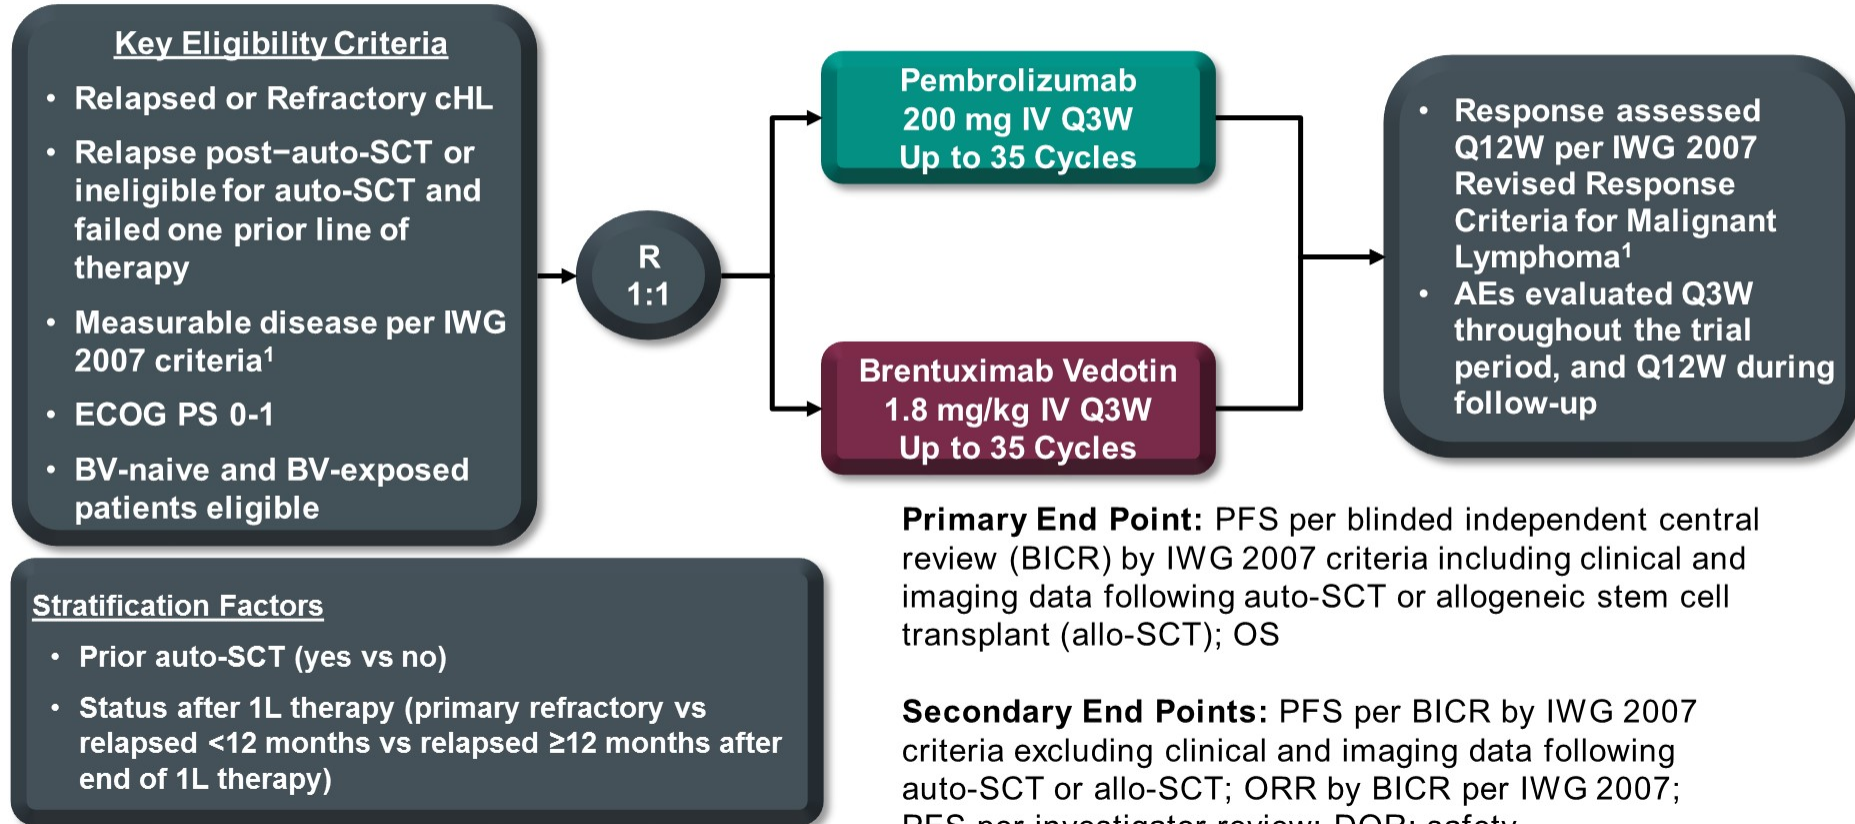 Key Eligibility Criteria
• Relapsed or Refractory cHL
• Relapse post−auto-SCT or
ineligible for auto-SCT and
failed one prior line of
therapy
• Measurable disease per IWG
2007 criteria¹
• ECOG PS 0-1
• BV-naive and BV-exposed
patients eligible
Stratification Factors
• Prior auto-SCT (yes vs no)
• Status after 1L therapy (primary refractory vs
relapsed <12 months vs relapsed ≥12 months after
end of 1L therapy)
R
1:1
Pembrolizumab
200 mg IV Q3W
Up to 35 Cycles
Brentuximab Vedotin
1.8 mg/kg IV Q3W
Up to 35 Cycles
• Response assessed
Q12W per IWG 2007
Revised Response
Criteria for Malignant
Lymphoma¹
• AEs evaluated Q3W
throughout the trial
period, and Q12W during
follow-up
Primary End Point: PFS per blinded independent central
review (BICR) by IWG 2007 criteria including clinical and
imaging data following auto-SCT or allogeneic stem cell
transplant (allo-SCT); OS
Secondary End Points: PFS per BICR by IWG 2007
criteria excluding clinical and imaging data following
auto-SCT or allo-SCT; ORR by BICR per IWG 2007;
PFS per investigator review; DOR; safety